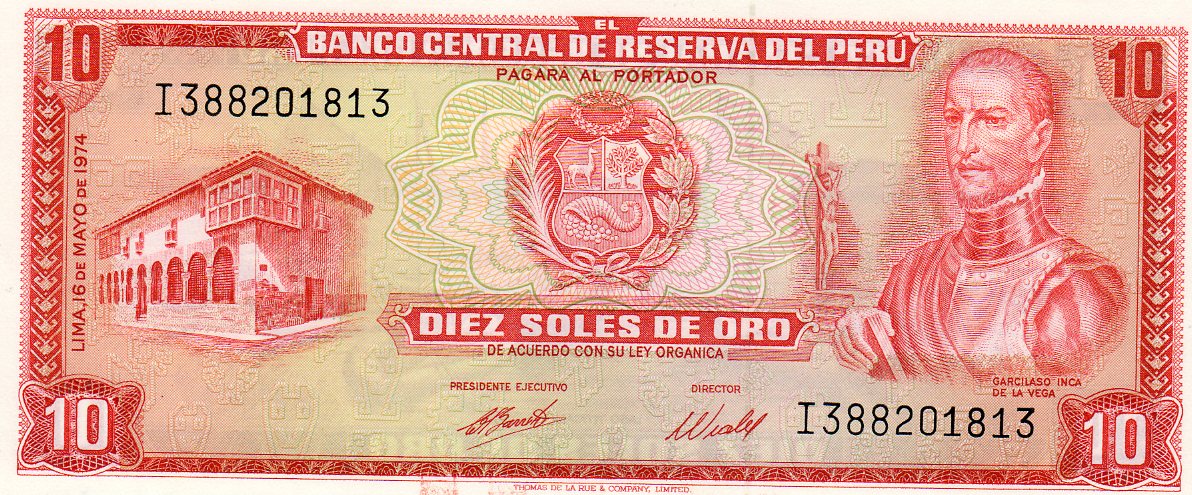 EL
BANCO CENTRAL DE RESERVA DEL PERÚ
PAGARA AL PORTADOR
10
10
I388201813
LIMA, 16 DE MAYO DE 1974
DIEZ SOLES DE ORO
DE ACUERDO CON SU LEY ORGANICA
PRESIDENTE EJECUTIVO
DIRECTOR
GARCILASO INCA
DE LA VEGA
I388201813
10
10
THOMAS DE LA RUE & COMPANY, LIMITED.